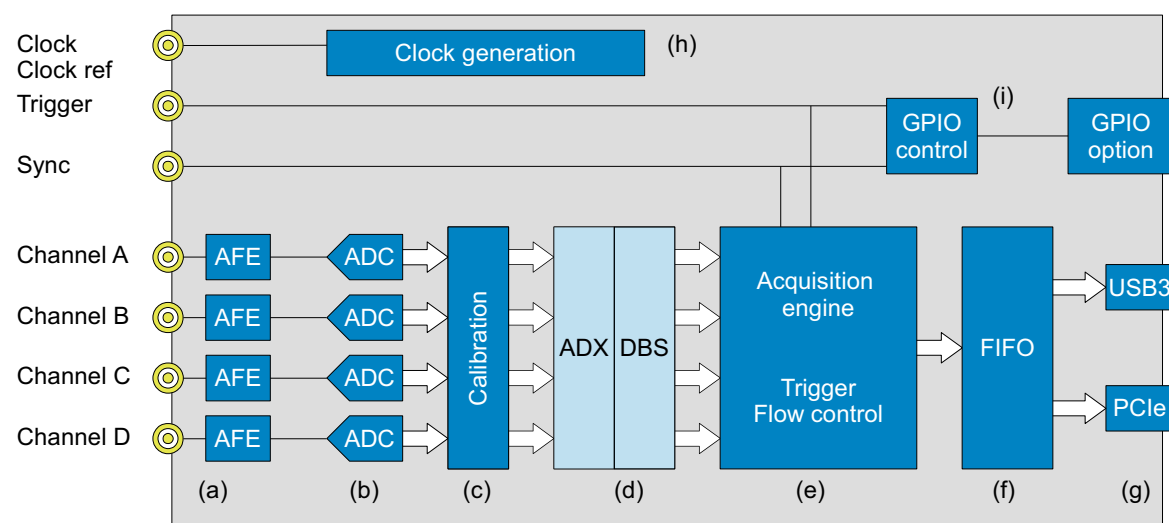 Clock
Clock ref
Clock generation
(h)
Trigger
(i)
GPIO
control
GPIO
option
Sync
Channel A
AFE
ADC
Channel B
AFE
ADC
Channel C
AFE
ADC
Channel D
AFE
ADC
Calibration
ADX
DBS
Acquisition
engine
Trigger
Flow control
FIFO
USB3
PCIe
(a)
(b)
(c)
(d)
(e)
(f)
(g)